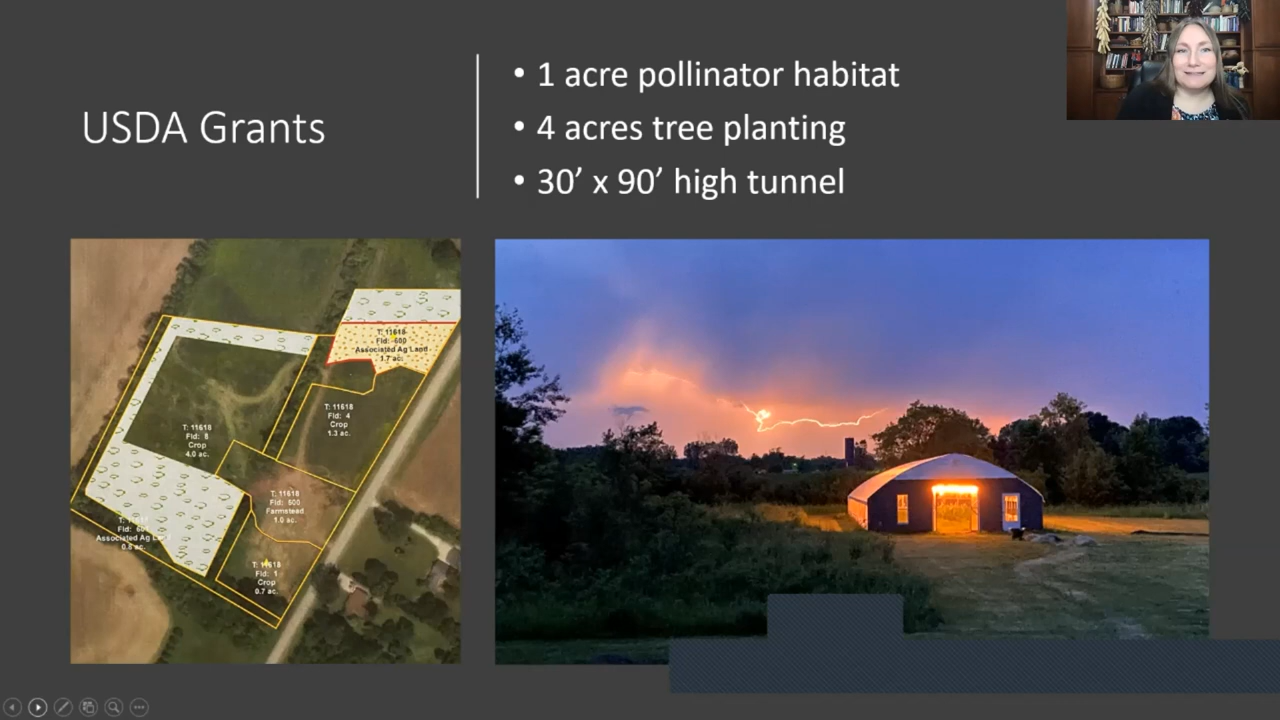 USDA Grants
• 1 acre pollinator habitat
• 4 acres tree planting
• 30’ x 90’ high tunnel
T: 11618
Fld: 600
Associated Ag Land
1.7 ac.
T: 11618
Fld: 4
Crop
1.3 ac.
T: 11618
Fld: 8
Crop
4.0 ac.
T: 11618
Fld: 500
Farmstead
1.0 ac.
Fld:
Associated Ag
0.8 ac.
T: 11618
Fld: 1
Crop
0.7 ac.